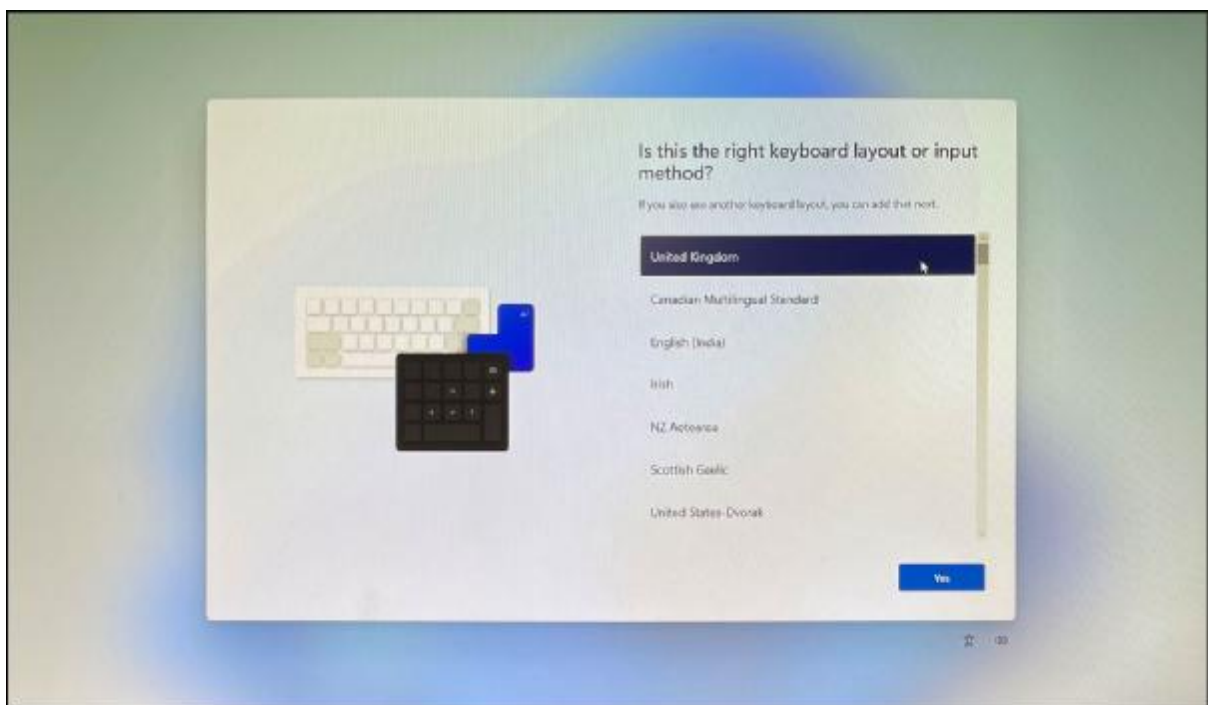 Is this the right keyboard layout or input
method?
If you also use another keyboard layout, you can add that next.
United Kingdom
Canadian Multilingual Standard
English (India)
Irish
NZ Aotearoa
Scottish Gaelic
United States-Dvorak
Yes